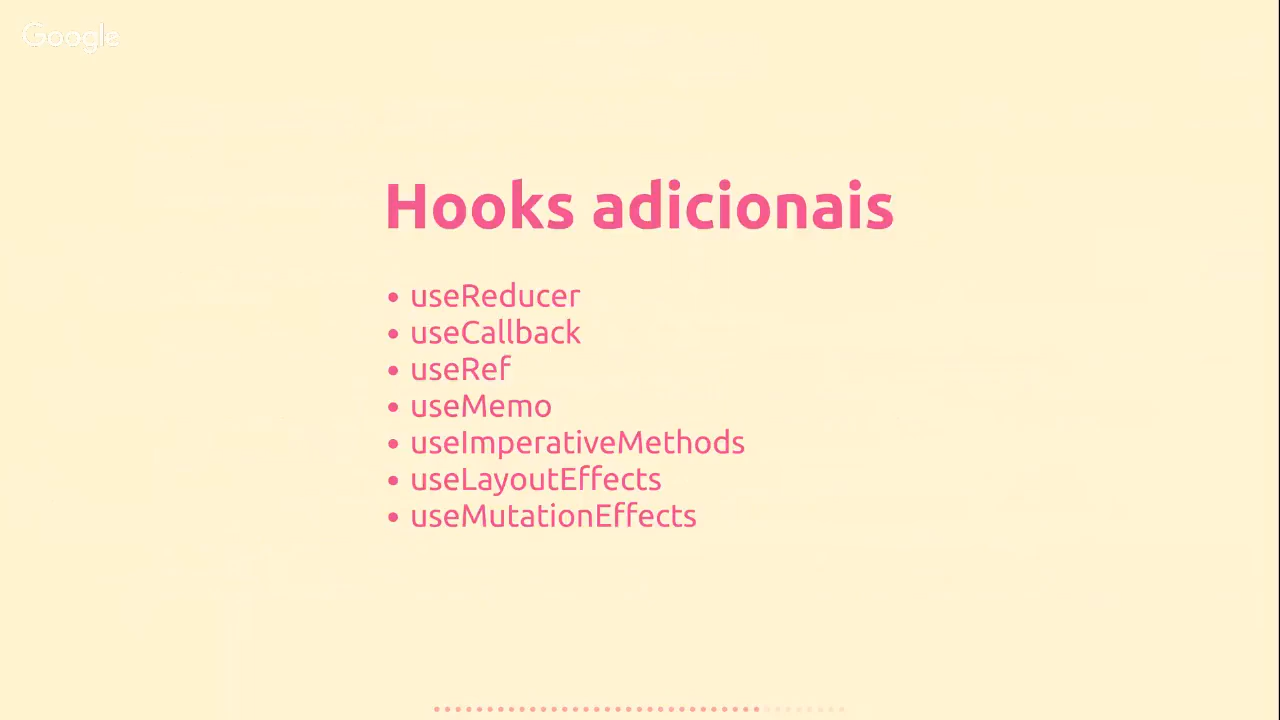 Google
Hooks adicionais
• useReducer
• useCallback
• useRef
• useMemo
• useImperativeMethods
• useLayoutEffects
• useMutationEffects